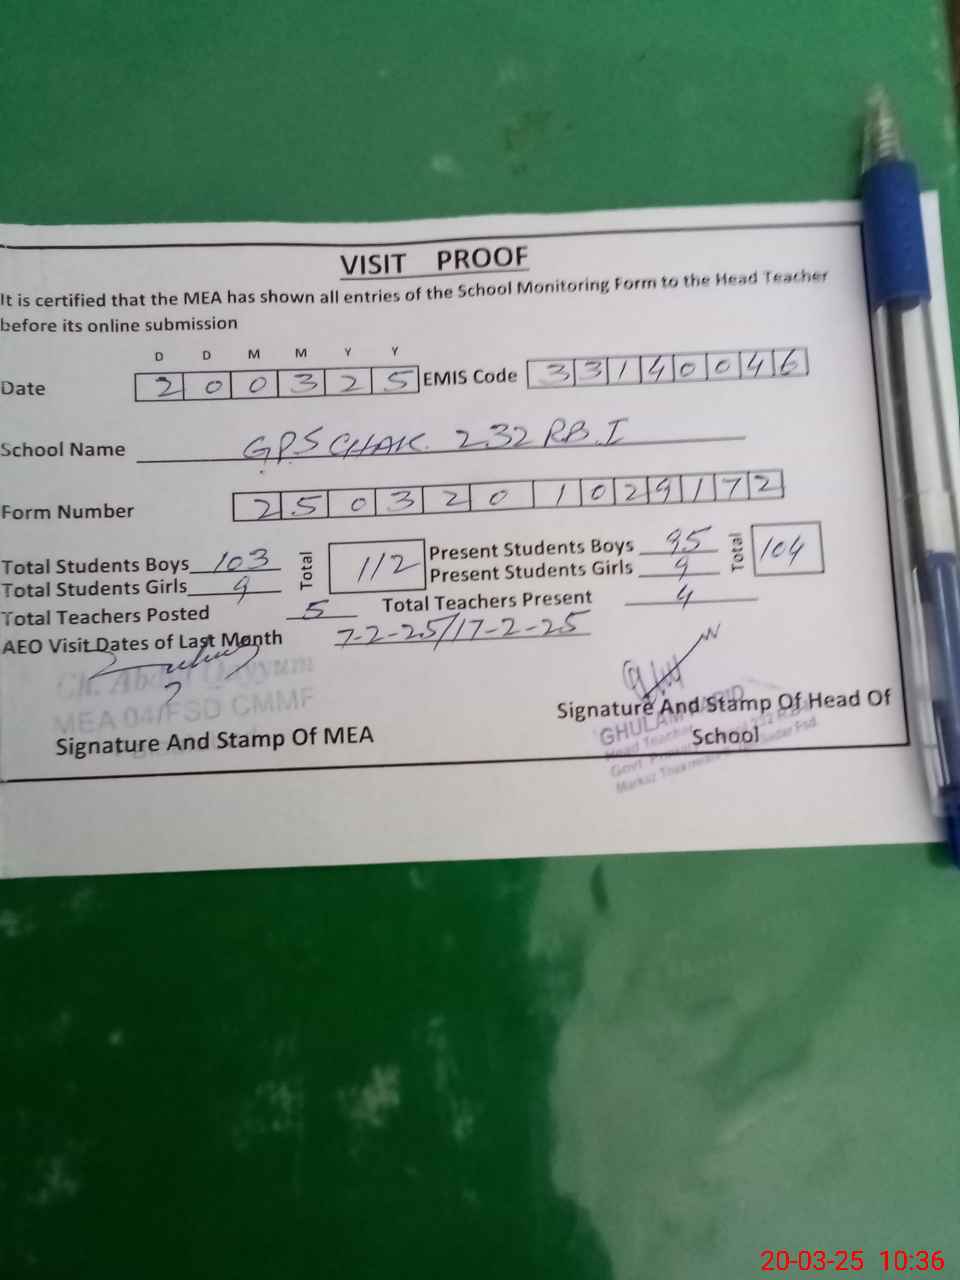 VISIT PROOF
It is certified that the MEA has shown all entries of the School Monitoring Form to the Head Teacher
before its online submission
D D M M Y Y
Date 2 0 0 3 2 5 EMIS Code 3 3 1 4 0 0 4 6
School Name GPS CHAK. 232 RB.I
Form Number 2 5 0 3 2 0 1 0 2 9 1 7 2
Total Students Boys 103 Total 112 Present Students Boys 95 Total 104
Total Students Girls 9 Present Students Girls 9
Total Teachers Posted 5 Total Teachers Present 4
AEO Visit Dates of Last Month 7-2-25/17-2-25
Ch. Abdul Qayyum
MEA 04/FSD CMMF
Signature And Stamp Of MEA
Signature And Stamp Of Head Of
School
GHULAM
Head Teacher
Govt.
Markaz
20-03-25 10:36